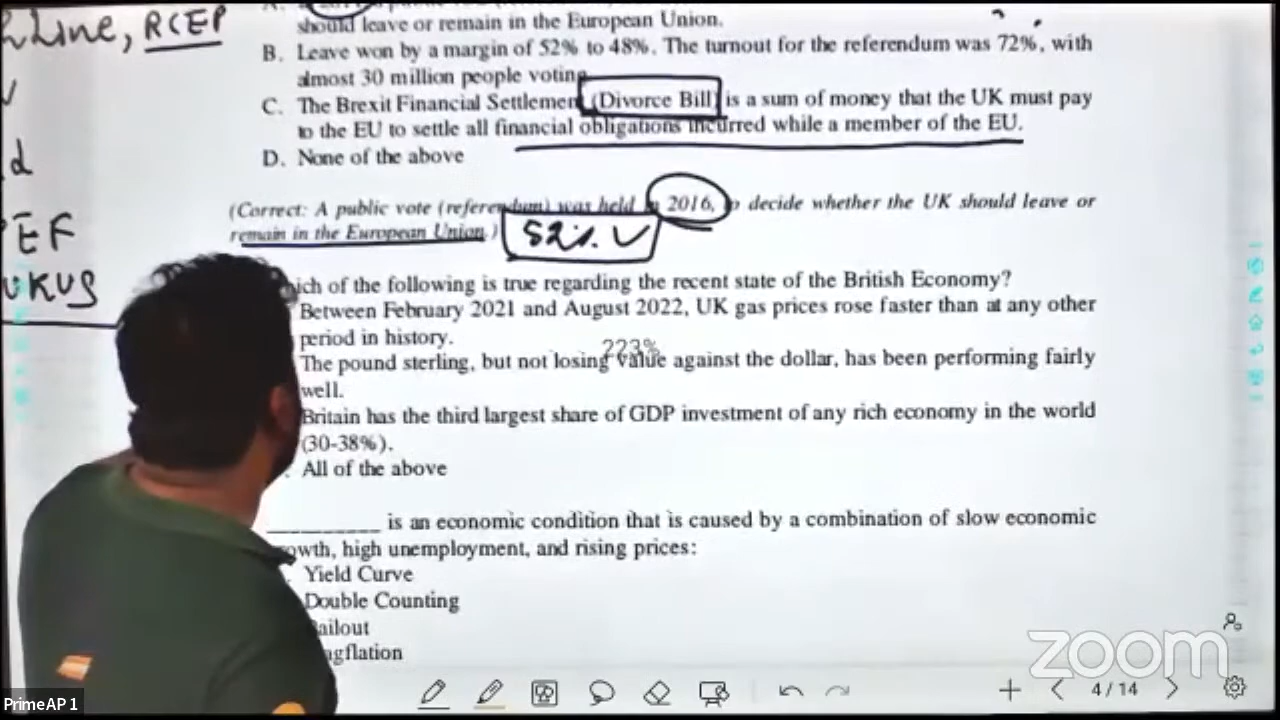 RCEP
should leave or remain in the European Union.
B. Leave won by a margin of 52% to 48%. The turnout for the referendum was 72%, with
almost 30 million people voting
C. The Brexit Financial Settlement (Divorce Bill) is a sum of money that the UK must pay
to the EU to settle all financial obligations incurred while a member of the EU.
D. None of the above
(Correct: A public vote (referendum) was held in 2016, to decide whether the UK should leave or
remain in the European Union.)
52% ✓
ich of the following is true regarding the recent state of the British Economy?
Between February 2021 and August 2022, UK gas prices rose faster than at any other
period in history.
223%
The pound sterling, but not losing value against the dollar, has been performing fairly
well.
Britain has the third largest share of GDP investment of any rich economy in the world
(30-38%).
All of the above
__________ is an economic condition that is caused by a combination of slow economic
owth, high unemployment, and rising prices:
Yield Curve
Double Counting
ailout
agflation
zoom
4/14
PrimeAP 1